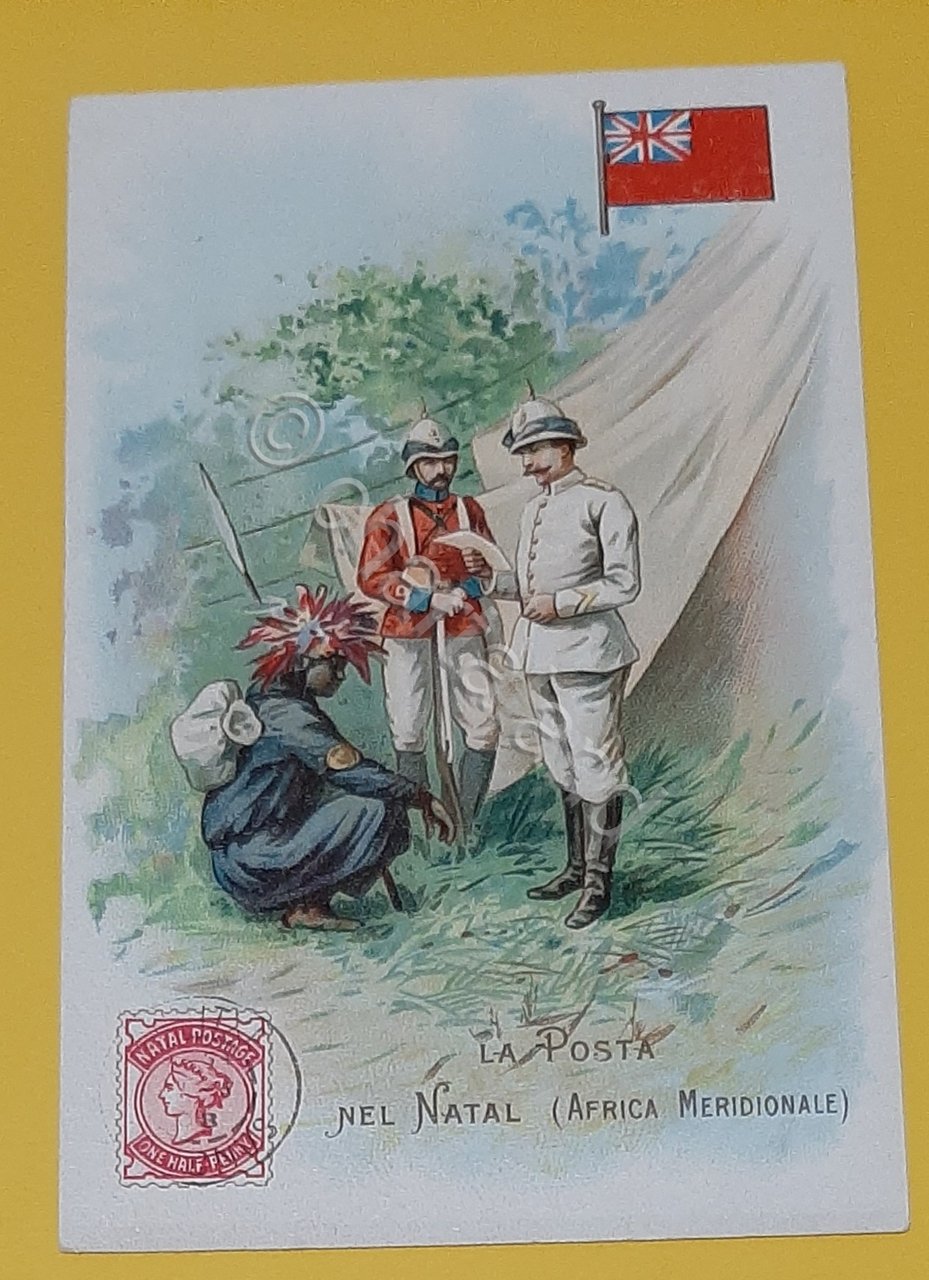 NATAL POSTAGE
ONE HALF-PENNY
LA POSTA
NEL NATAL (AFRICA MERIDIONALE)